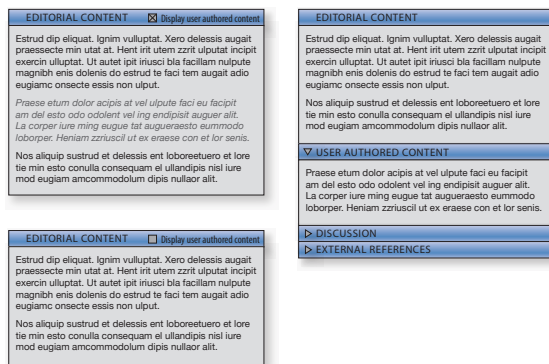 EDITORIAL CONTENT Display user authored content
Estrud dip eliquat. Ignim vulluptat. Xero delessis augait
praessecte min utat at. Hent irit utem zzrit ulputat incipit
exercin ulluptat. Ut autet ipit iriusci bla facillam nulpute
magnibh enis dolenis do estrud te faci tem augait adio
eugiamc onsecte essis non ulput.
Praese etum dolor acipis at vel ulpute faci eu facipit
am del esto odo odolent vel ing endipisit auguer alit.
La corper iure ming eugue tat augueraesto eummodo
loborper. Heniam zzriuscil ut ex eraese con et lor senis.
Nos aliquip sustrud et delessis ent loboreetuero et lore
tie min esto conulla consequam el ullandipis nisl iure
mod eugiam amcommodolum dipis nullaor alit.
EDITORIAL CONTENT Display user authored content
Estrud dip eliquat. Ignim vulluptat. Xero delessis augait
praessecte min utat at. Hent irit utem zzrit ulputat incipit
exercin ulluptat. Ut autet ipit iriusci bla facillam nulpute
magnibh enis dolenis do estrud te faci tem augait adio
eugiamc onsecte essis non ulput.
Nos aliquip sustrud et delessis ent loboreetuero et lore
tie min esto conulla consequam el ullandipis nisl iure
mod eugiam amcommodolum dipis nullaor alit.
EDITORIAL CONTENT
Estrud dip eliquat. Ignim vulluptat. Xero delessis augait
praessecte min utat at. Hent irit utem zzrit ulputat incipit
exercin ulluptat. Ut autet ipit iriusci bla facillam nulpute
magnibh enis dolenis do estrud te faci tem augait adio
eugiamc onsecte essis non ulput.
Nos aliquip sustrud et delessis ent loboreetuero et lore
tie min esto conulla consequam el ullandipis nisl iure
mod eugiam amcommodolum dipis nullaor alit.
USER AUTHORED CONTENT
Praese etum dolor acipis at vel ulpute faci eu facipit
am del esto odo odolent vel ing endipisit auguer alit.
La corper iure ming eugue tat augueraesto eummodo
loborper. Heniam zzriuscil ut ex eraese con et lor senis.
DISCUSSION
EXTERNAL REFERENCES